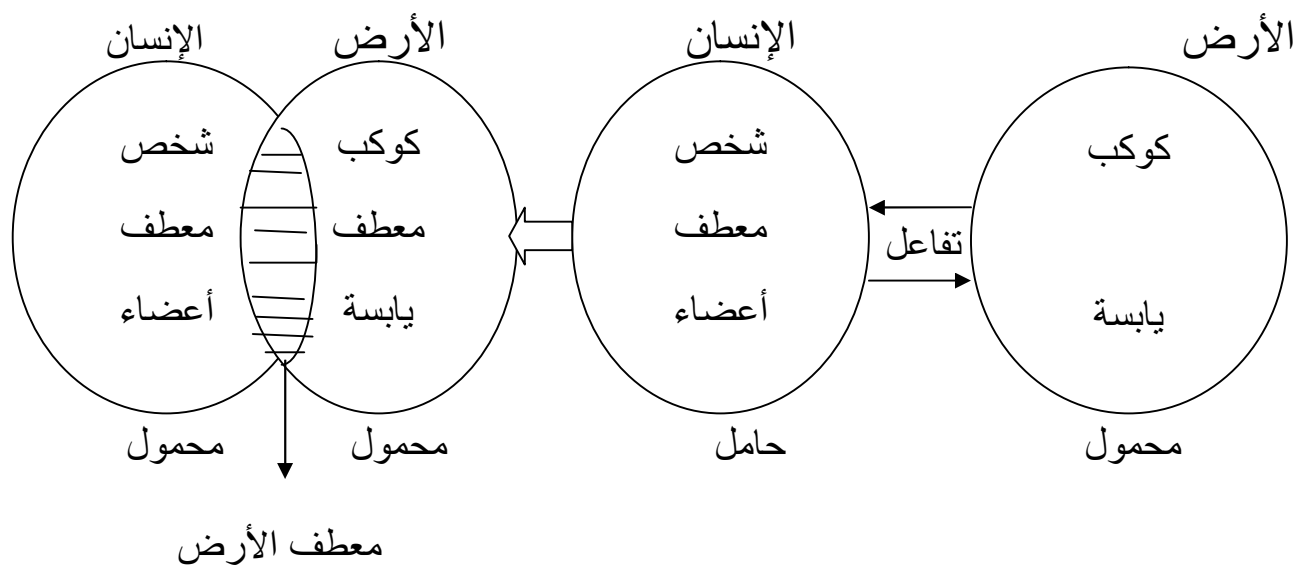 الأرض
كوكب
يابسة
محمول
تفاعل
الإنسان
شخص
معطف
أعضاء
حامل
الأرض
كوكب
معطف
يابسة
محمول
الإنسان
شخص
معطف
أعضاء
محمول
معطف الأرض